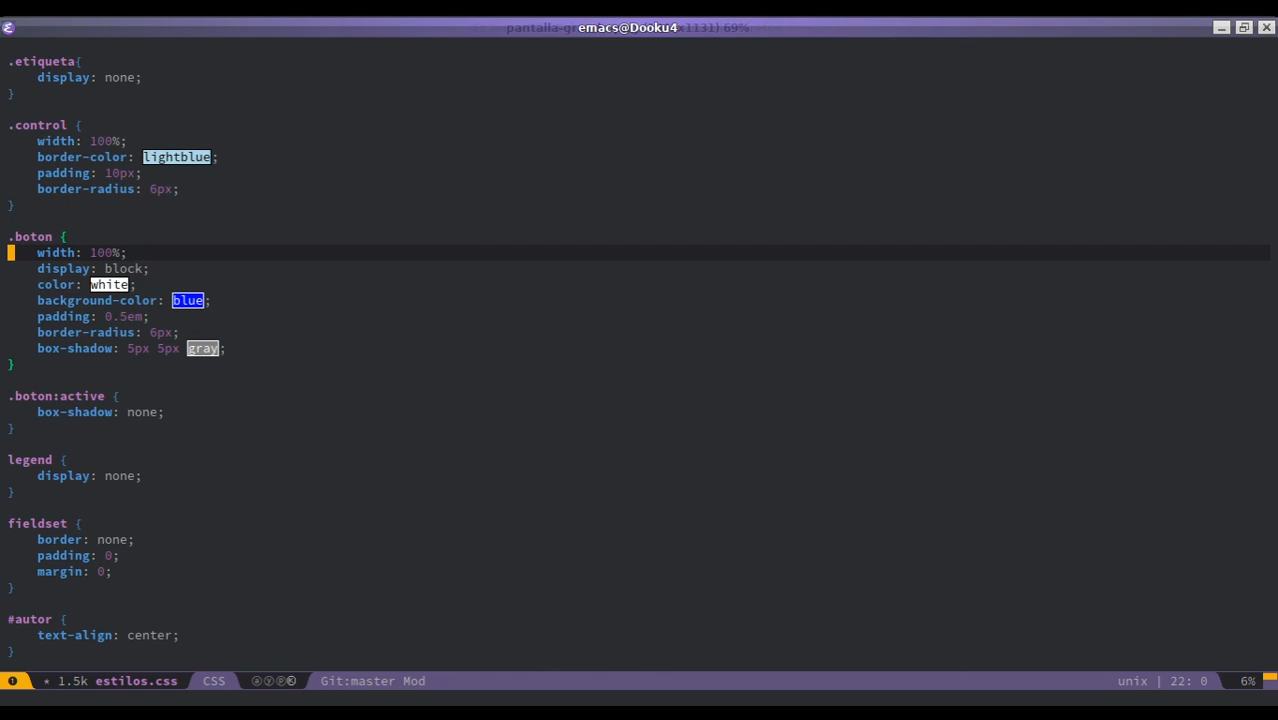 emacs@Dooku4
.etiqueta{
    display: none;
}
.control {
    width: 100%;
    border-color: lightblue;
    padding: 10px;
    border-radius: 6px;
}
.boton {
    width: 100%;
    display: block;
    color: white;
    background-color: blue;
    padding: 0.5em;
    border-radius: 6px;
    box-shadow: 5px 5px gray;
}
.boton:active {
    box-shadow: none;
}
legend {
    display: none;
}
fieldset {
    border: none;
    padding: 0;
    margin: 0;
}
#autor {
    text-align: center;
}
❶ * 1.5k estilos.css CSS ⓐⓨⓟ Git:master Mod unix | 22: 0 6%